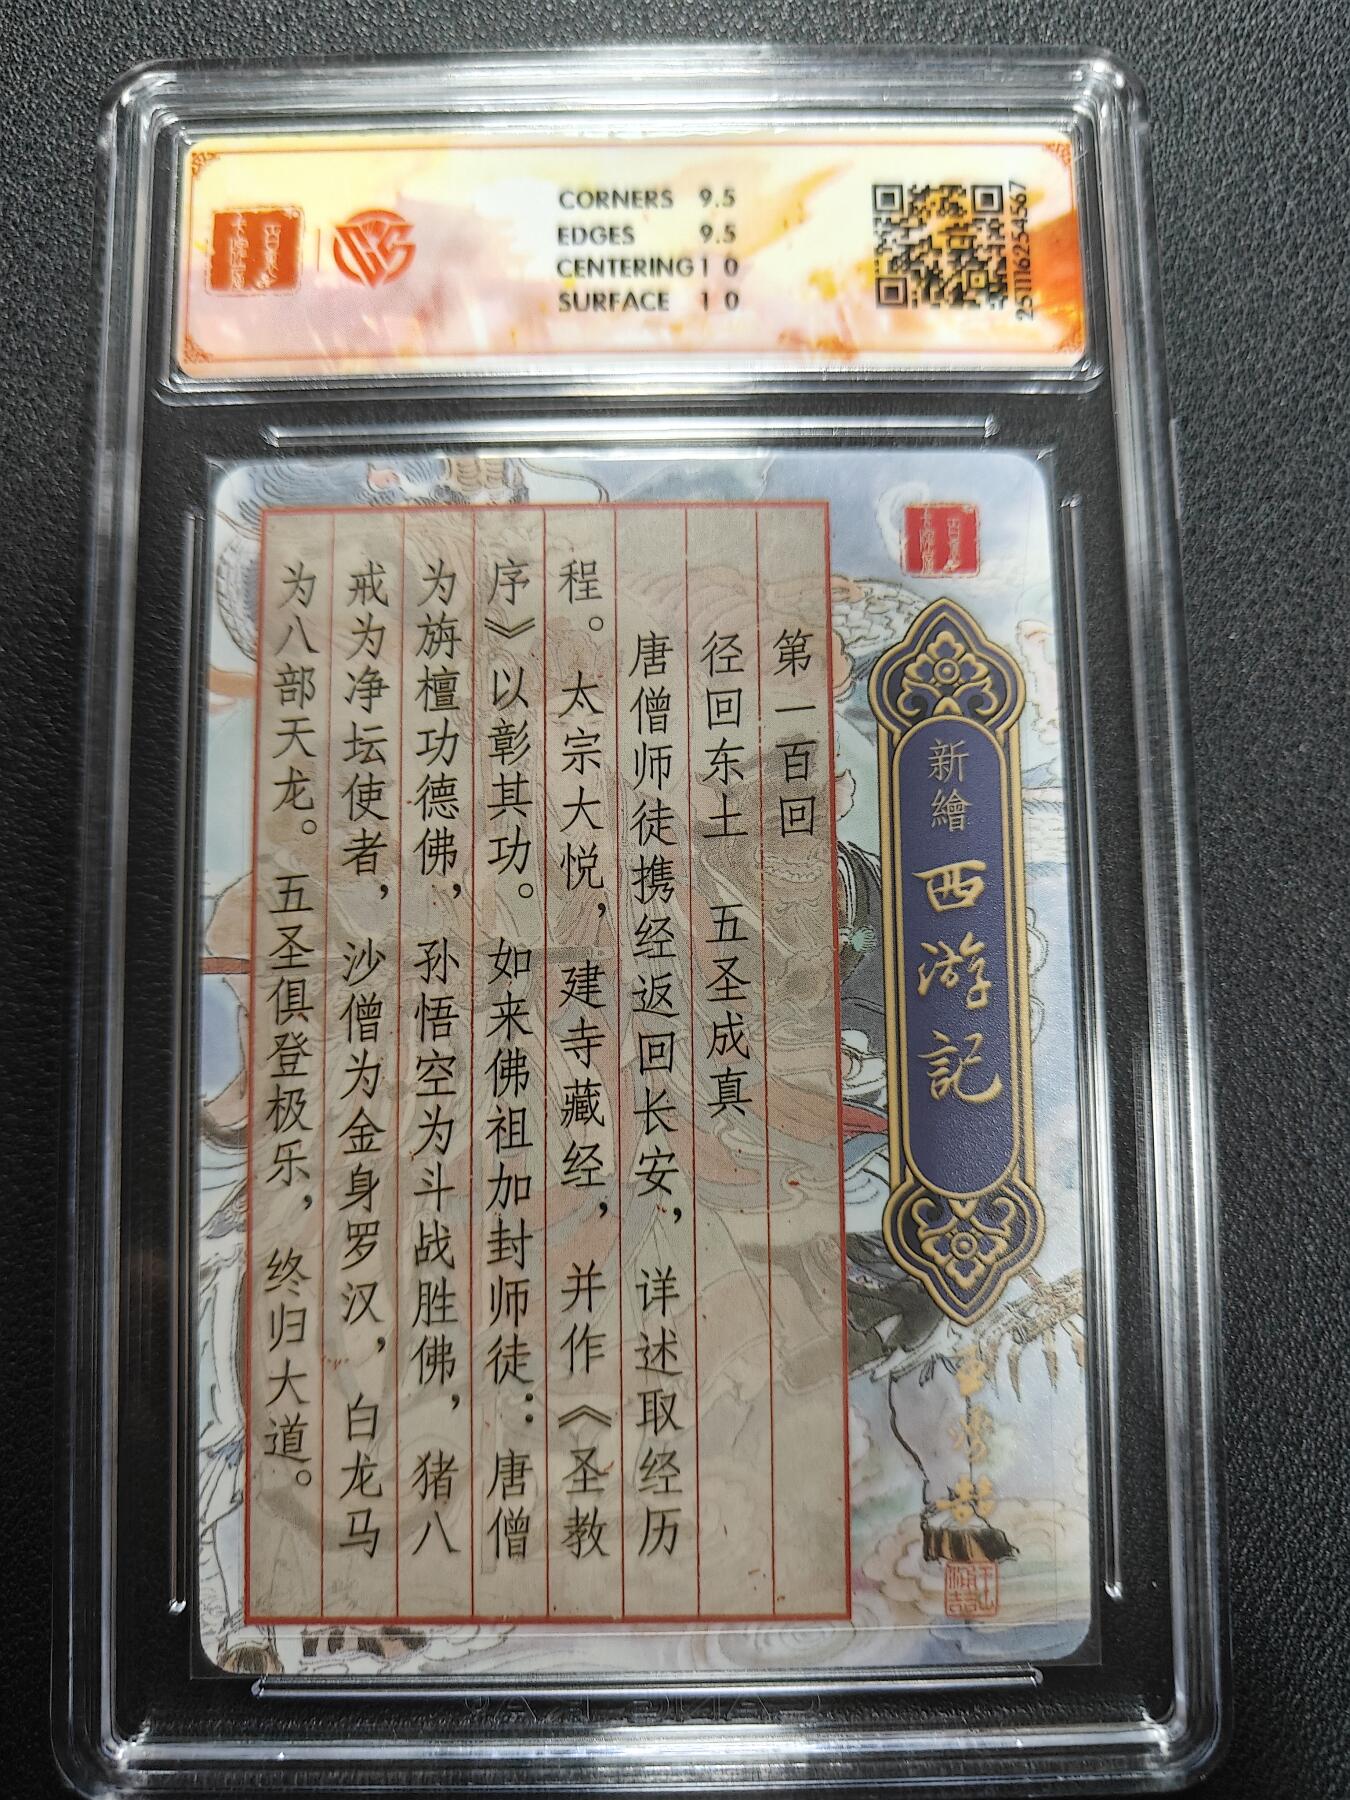 CORNERS 9.5
EDGES 9.5
CENTERING 10
SURFACE 10
2511162254567
新繪 西游記
第一百回
径回东土 五圣成真
唐僧师徒携经返回长安，详述取经历
程。太宗大悦，建寺藏经，并作《圣教
序》以彰其功。如来佛祖加封师徒：唐僧
为旃檀功德佛，孙悟空为斗战胜佛，猪八
戒为净坛使者，沙僧为金身罗汉，白龙马
为八部天龙。五圣俱登极乐，终归大道。